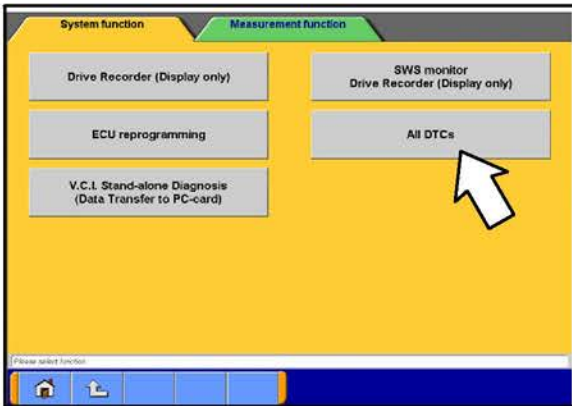 System function
Measurement function
Drive Recorder (Display only)
SWS monitor
Drive Recorder (Display only)
ECU reprogramming
All DTCs
V.C.I. Stand-alone Diagnosis
(Data Transfer to PC-card)
Please select function